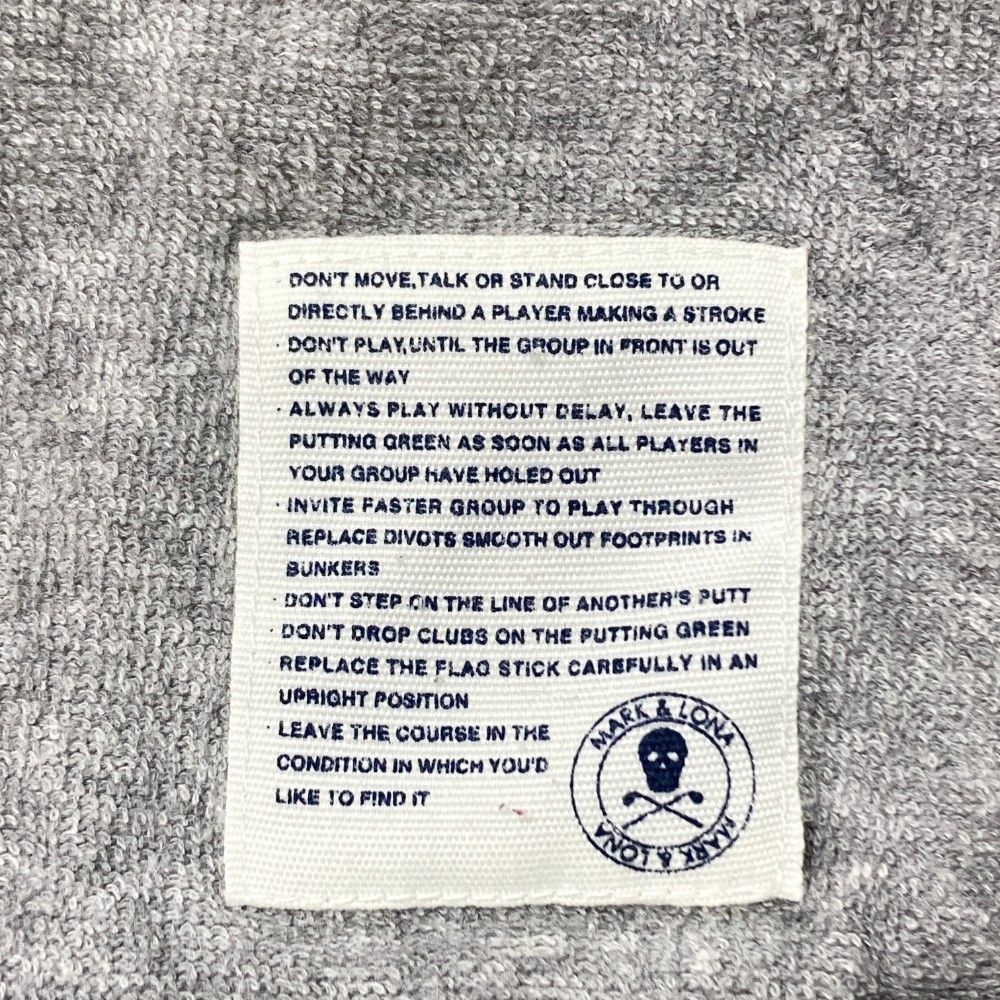 · DON'T MOVE,TALK OR STAND CLOSE TO OR
DIRECTLY BEHIND A PLAYER MAKING A STROKE
· DON'T PLAY,UNTIL THE GROUP IN FRONT IS OUT
OF THE WAY
· ALWAYS PLAY WITHOUT DELAY, LEAVE THE
PUTTING GREEN AS SOON AS ALL PLAYERS IN
YOUR GROUP HAVE HOLED OUT
· INVITE FASTER GROUP TO PLAY THROUGH
REPLACE DIVOTS SMOOTH OUT FOOTPRINTS IN
BUNKERS
· DON'T STEP ON THE LINE OF ANOTHER'S PUTT
· DON'T DROP CLUBS ON THE PUTTING GREEN
· REPLACE THE FLAG STICK CAREFULLY IN AN
UPRIGHT POSITION
· LEAVE THE COURSE IN THE
CONDITION IN WHICH YOU'D
LIKE TO FIND IT
MARK & LONA
MARK & LONA